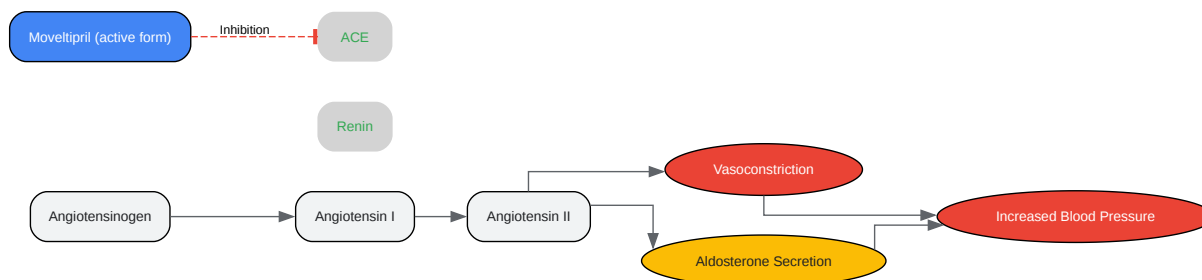 Moveltipril (active form)
Inhibition
ACE
Renin
Vasoconstriction
Angiotensinogen
Angiotensin I
Angiotensin II
Increased Blood Pressure
Aldosterone Secretion